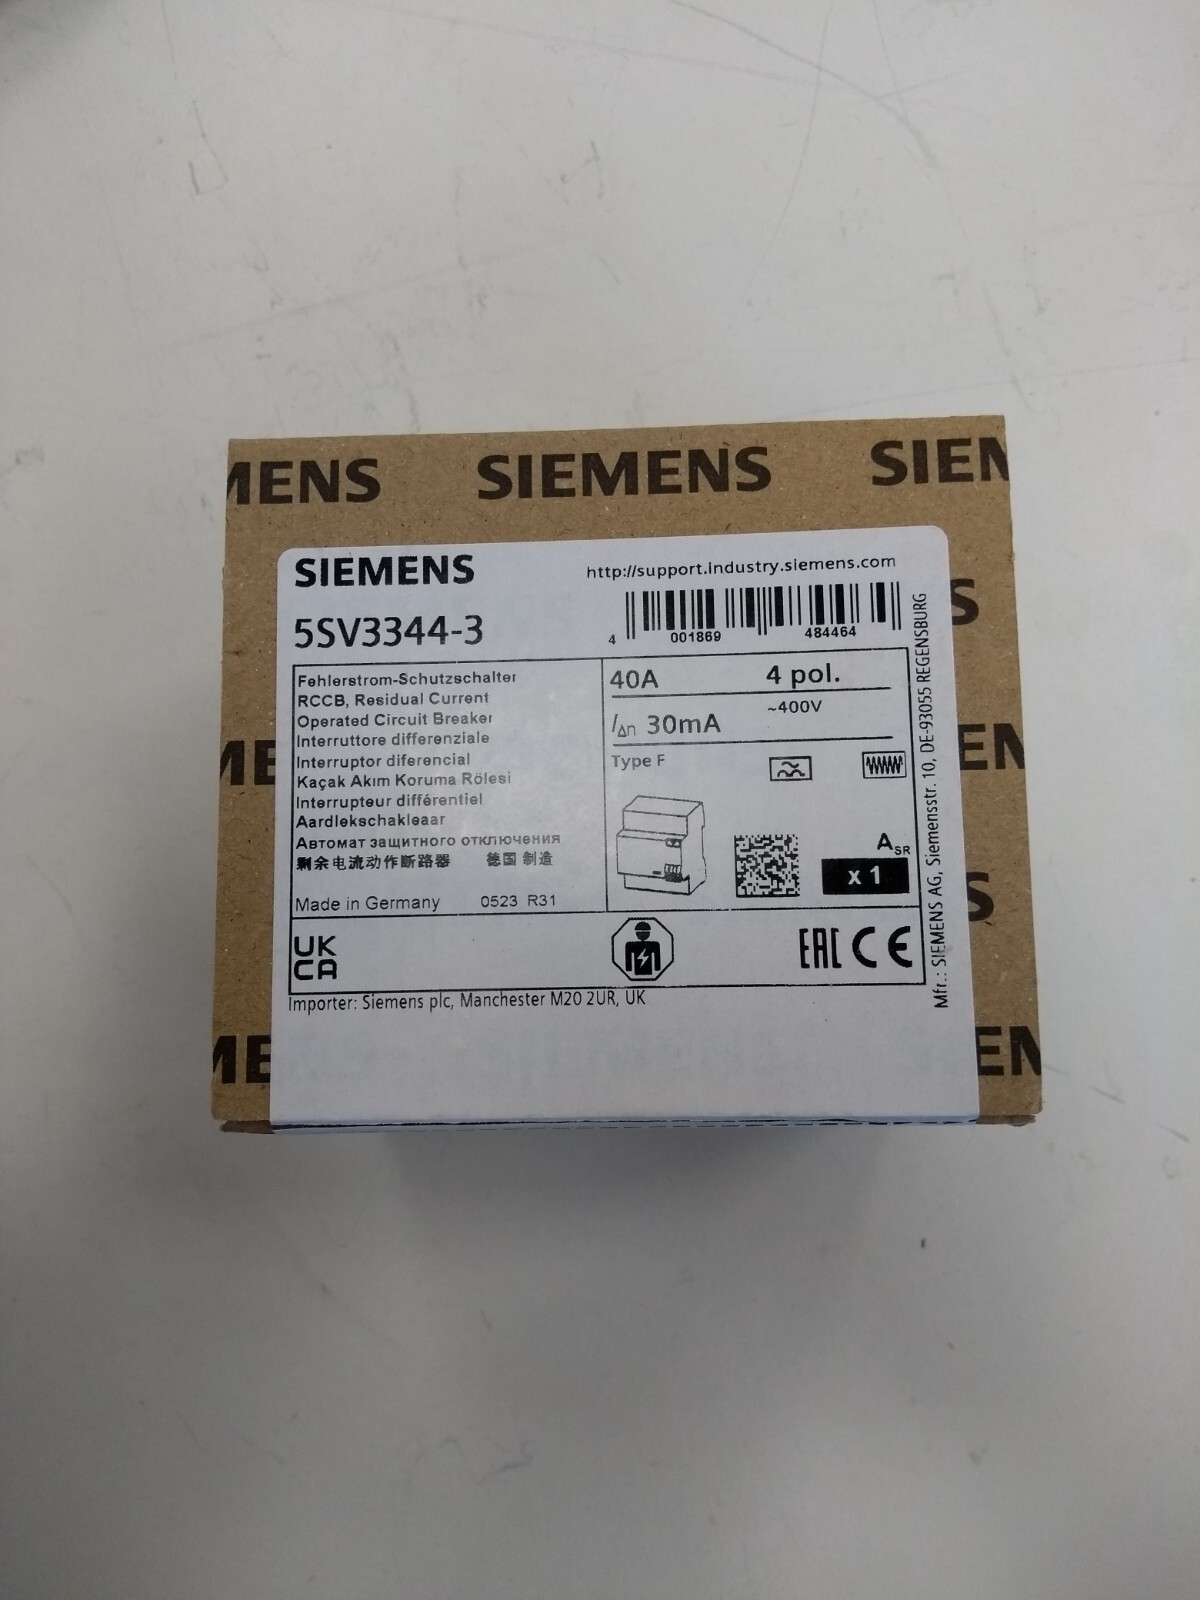 SIEMENS
SIEMENS
http://support.industry.siemens.com
5SV3344-3
4 001869 484464
Fehlerstrom-Schutzschalter
RCCB, Residual Current
Operated Circuit Breaker
Interruttore differenziale
Interruptor diferencial
Kaçak Akım Koruma Rölesi
Interrupteur différentiel
Aardlekschakleaar
Автомат защитного отключения
剩余电流动作断路器 德国 制造
Made in Germany 0523 R31
40A 4 pol.
~400V
I∆n 30mA
Type F
ASR
x 1
UK
CA
EAC CE
Importer: Siemens plc, Manchester M20 2UR, UK
Mfr.: SIEMENS AG, Siemensstr. 10, DE-93055 REGENSBURG